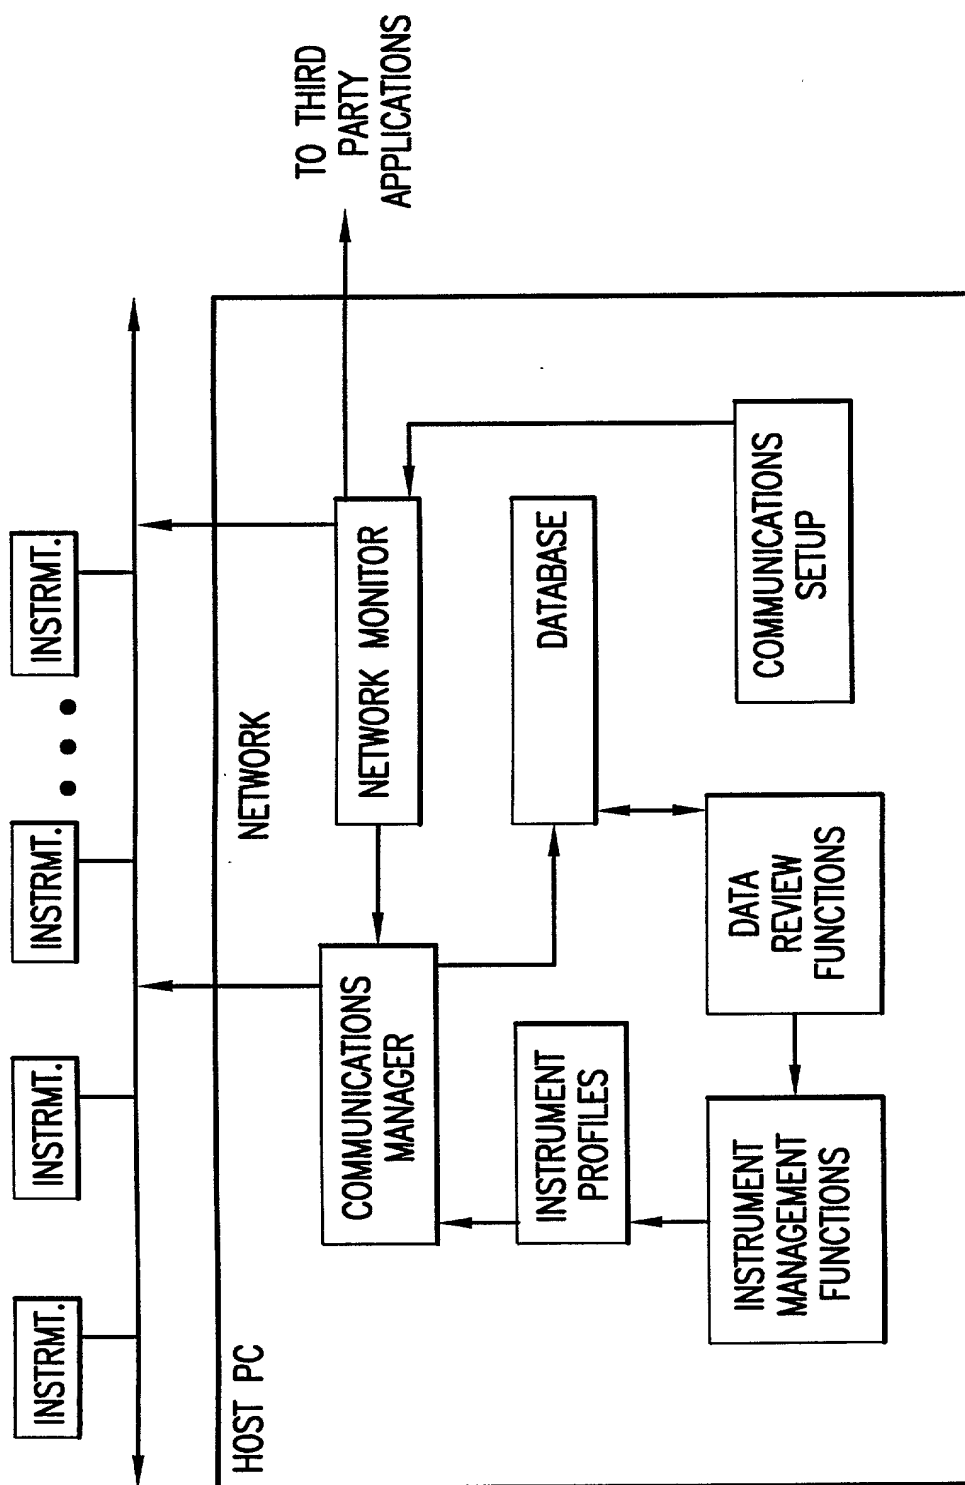 INSTRMT.
INSTRMT.
INSTRMT.
INSTRMT.
HOST PC
NETWORK
TO THIRD
PARTY
APPLICATIONS
COMMUNICATIONS
MANAGER
NETWORK MONITOR
INSTRUMENT
PROFILES
DATABASE
INSTRUMENT
MANAGEMENT
FUNCTIONS
DATA
REVIEW
FUNCTIONS
COMMUNICATIONS
SETUP